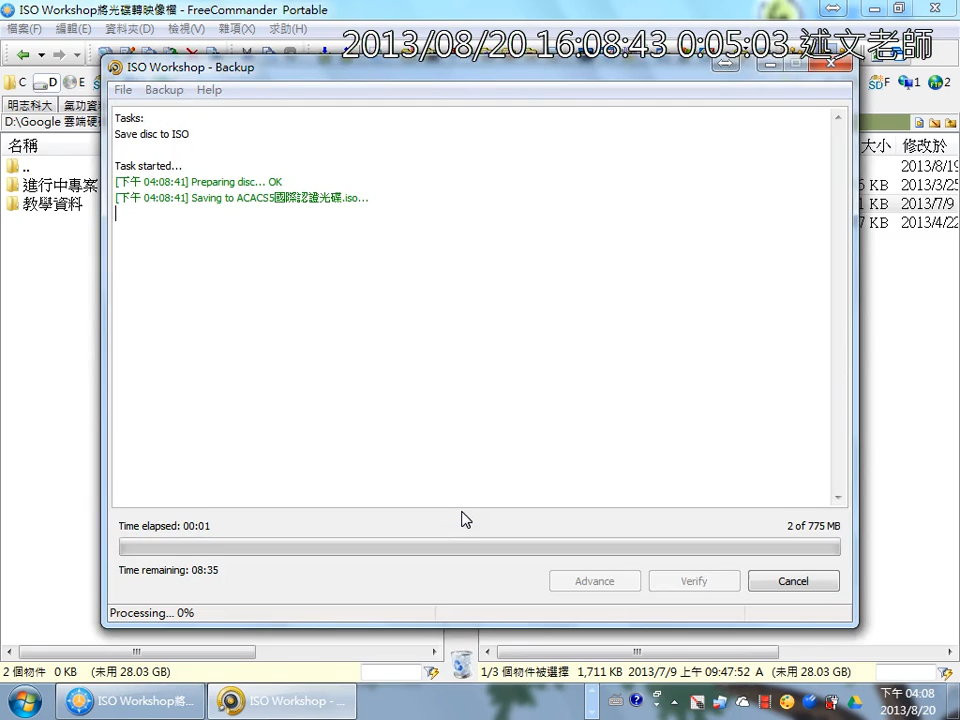 ISO Workshop將光碟轉映像檔 - FreeCommander Portable
檔案(F) 編輯(E) 資料夾(D) 檢視(V) 雜項(X) 求助(H)
2013/08/20 16:08:43 0:05:03 述文老師
ISO Workshop - Backup
C D E
F 1 2
File Backup Help
明志科大
D:\Google 雲端硬
名稱
大小 修改於
..
2013/8/19
進行中專案
KB 2013/3/25
教學資料
KB 2013/7/9
KB 2013/4/22
Tasks:
Save disc to ISO
Task started...
[下午 04:08:41] Preparing disc... OK
[下午 04:08:41] Saving to ACACS5國際認證光碟.iso...
Time elapsed: 00:01
2 of 775 MB
Time remaining: 08:35
Advance Verify Cancel
Processing... 0%
2 個物件 0 KB (未用 28.03 GB)
1/3 個物件被選擇 1,711 KB 2013/7/9 上午 09:47:52 A (未用 28.03 GB)
ISO Workshop將...
ISO Workshop - ...
下午 04:08
2013/8/20